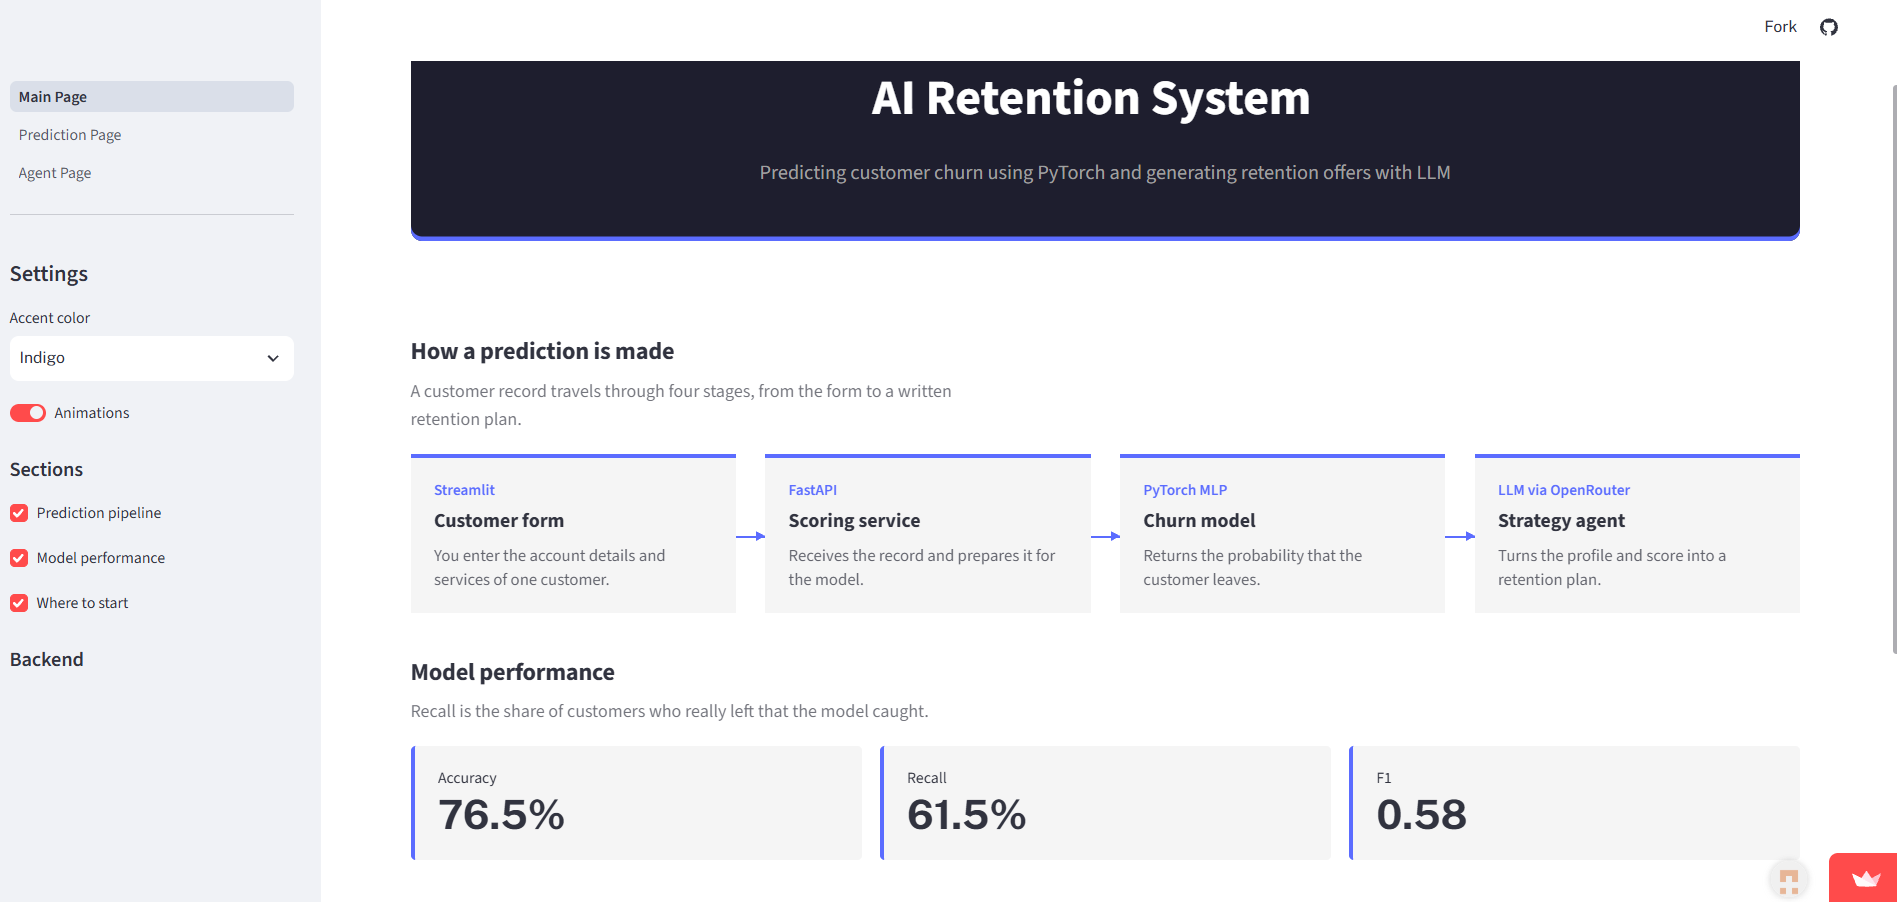 Fork
Main Page
Prediction Page
Agent Page
Settings
Accent color
Indigo
Animations
Sections
Prediction pipeline
Model performance
Where to start
Backend
AI Retention System
Predicting customer churn using PyTorch and generating retention offers with LLM
How a prediction is made
A customer record travels through four stages, from the form to a written
retention plan.
Streamlit
Customer form
You enter the account details and
services of one customer.
FastAPI
Scoring service
Receives the record and prepares it for
the model.
PyTorch MLP
Churn model
Returns the probability that the
customer leaves.
LLM via OpenRouter
Strategy agent
Turns the profile and score into a
retention plan.
Model performance
Recall is the share of customers who really left that the model caught.
Accuracy
76.5%
Recall
61.5%
F1
0.58